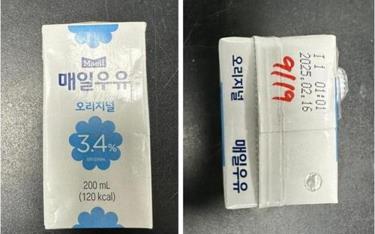 Maeil
매일우유
오리지널
3.4%
ORIGINAL
200 mL
(120 kcal)
오리지널
매일우유
9/19
I 1 01:01
2025.02.16